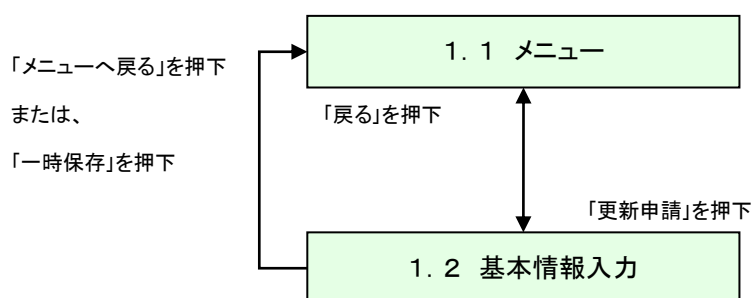 １．１　メニュー
「メニューへ戻る」を押下
または、
「一時保存」を押下
「戻る」を押下
「更新申請」を押下
１．２　基本情報入力